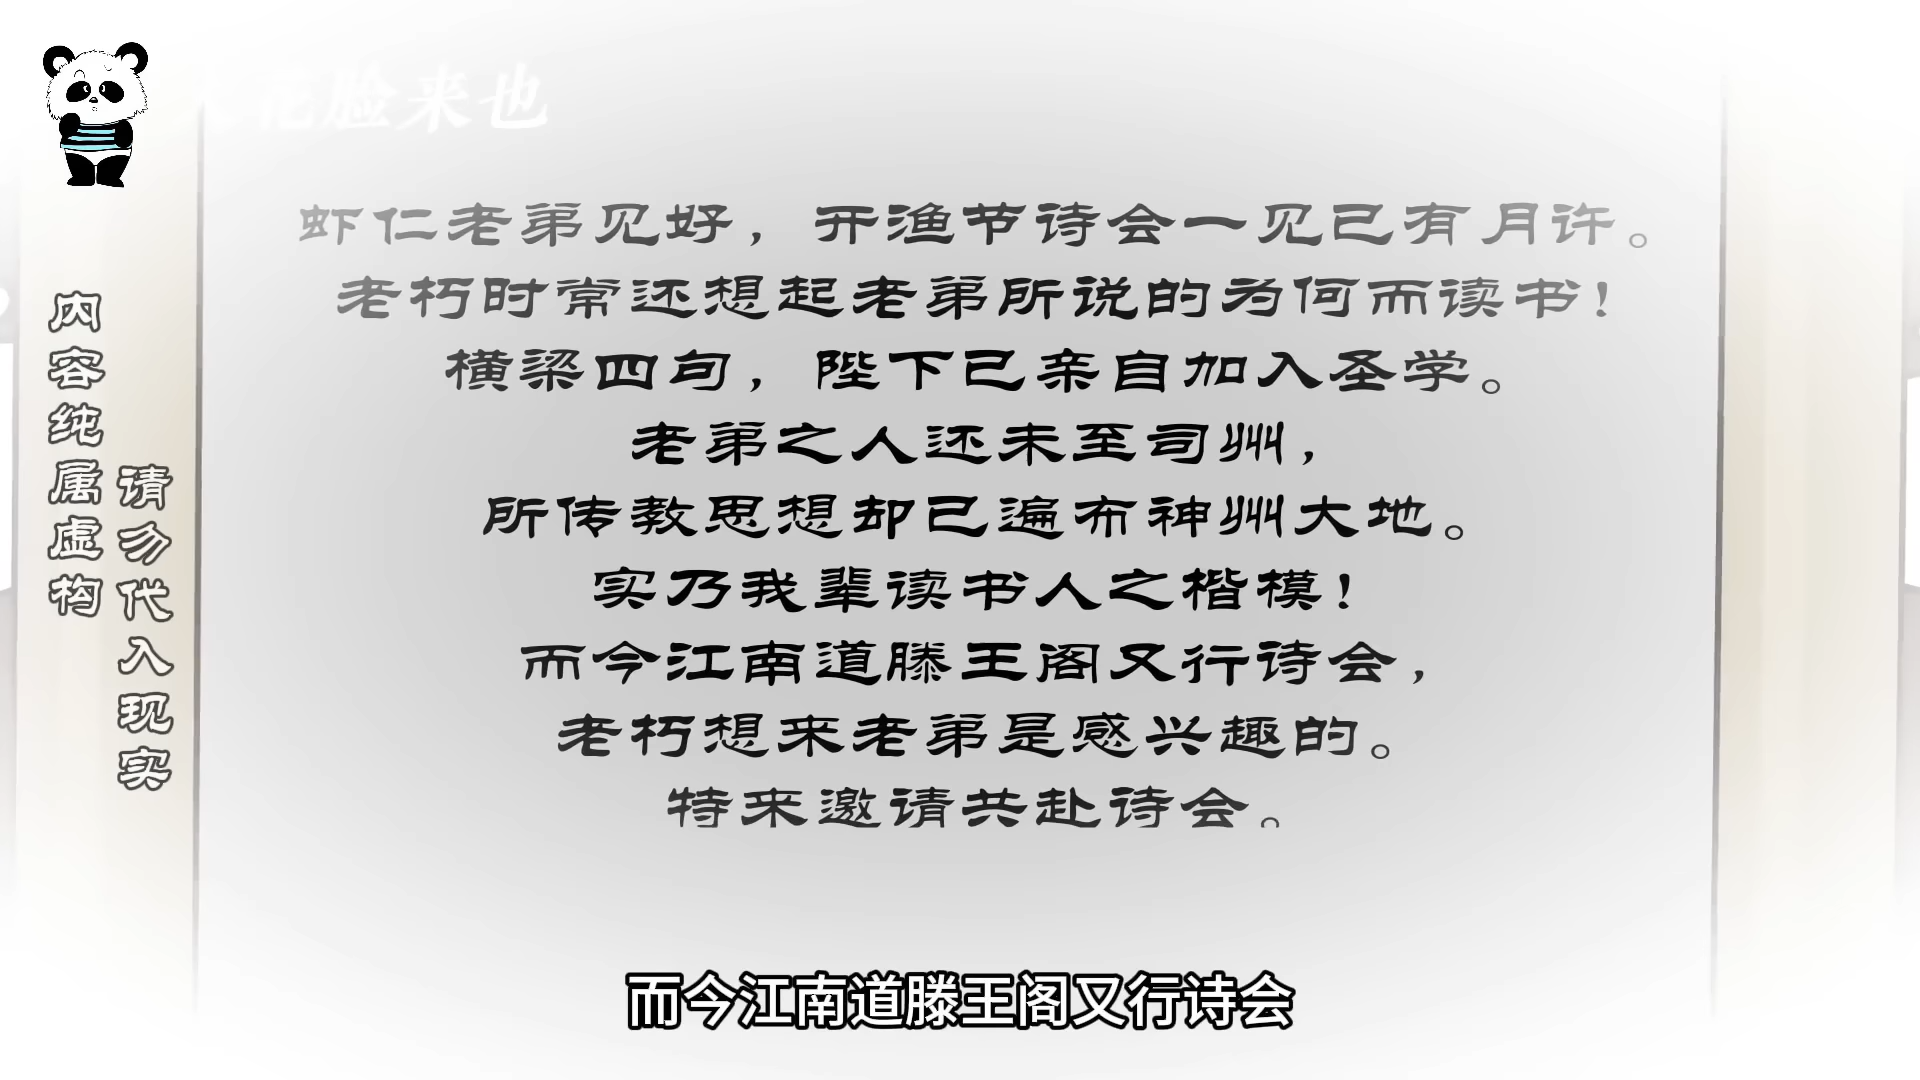 花脸来也
内容纯属虚构
请勿代入现实
虾仁老弟见好，开渔节诗会一见已有月许。
老朽时常还想起老弟所说的为何而读书！
横梁四句，陛下已亲自加入圣学。
老弟之人还未至司州，
所传教思想却已遍布神州大地。
实乃我辈读书人之楷模！
而今江南道滕王阁又行诗会，
老朽想来老弟是感兴趣的。
特来邀请共赴诗会。
而今江南道滕王阁又行诗会